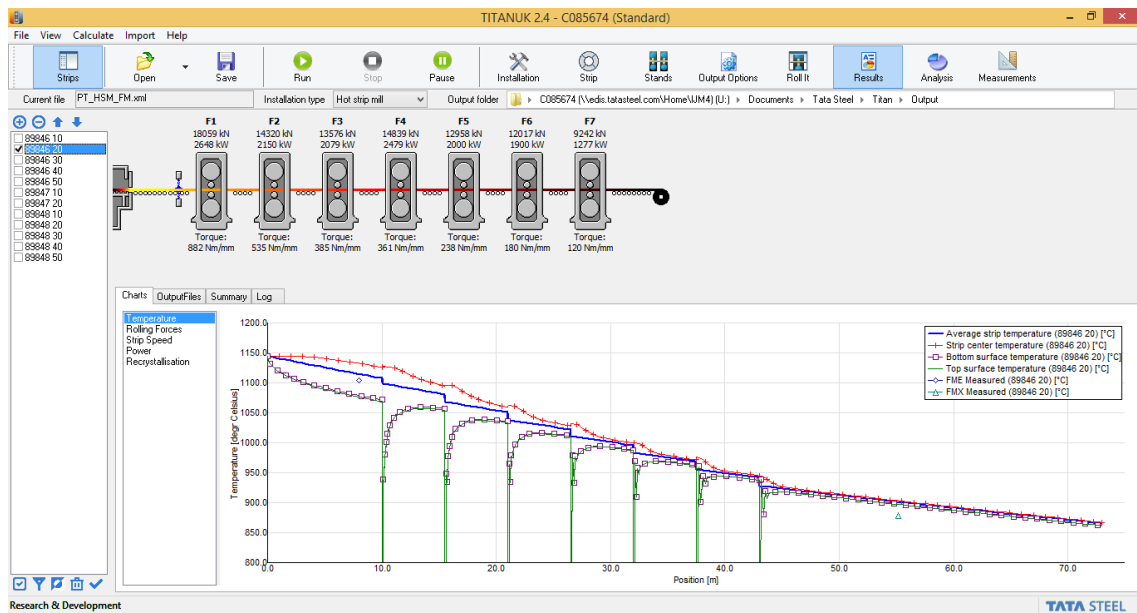 TITANUK 2.4 - C085674 (Standard)
File View Calculate Import Help
Strips Open Save Run Stop Pause Installation Strip Stands Output Options Roll It Results Analysis Measurements
Current file PT_HSM_FM.xml Installation type Hot strip mill Output folder C085674 (\\edis.tatasteel.com\Home\IJM4) (U:) Documents Tata Steel Titan Output
89846 10
89846 20
89846 30
89846 40
89846 50
89847 10
89847 20
89848 10
89848 20
89848 30
89848 40
89848 50
F1 F2 F3 F4 F5 F6 F7
18059 kN 14320 kN 13576 kN 14839 kN 12958 kN 12017 kN 9242 kN
2648 kW 2150 kW 2079 kW 2479 kW 2000 kW 1900 kW 1277 kW
Torque: Torque: Torque: Torque: Torque: Torque: Torque:
882 Nm/mm 535 Nm/mm 385 Nm/mm 361 Nm/mm 238 Nm/mm 180 Nm/mm 120 Nm/mm
Charts OutputFiles Summary Log
Temperature
Rolling Forces
Strip Speed
Power
Recrystallisation
Temperature [degr Celsius]
1200.0
1150.0
1100.0
1050.0
1000.0
950.0
900.0
850.0
800.0
0.0 10.0 20.0 30.0 40.0 50.0 60.0 70.0
Position [m]
Average strip temperature (89846 20) [°C]
Strip center temperature (89846 20) [°C]
Bottom surface temperature (89846 20) [°C]
Top surface temperature (89846 20) [°C]
FME Measured (89846 20) [°C]
FMX Measured (89846 20) [°C]
Research & Development
TATA STEEL